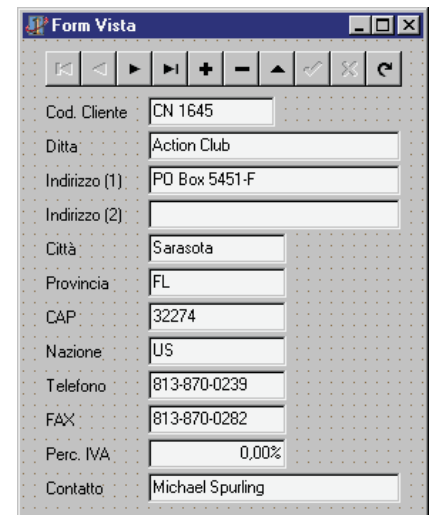 Form Vista
Cod. Cliente CN 1645
Ditta Action Club
Indirizzo (1) PO Box 5451-F
Indirizzo (2)
Città Sarasota
Provincia FL
CAP 32274
Nazione US
Telefono 813-870-0239
FAX 813-870-0282
Perc. IVA 0,00%
Contatto Michael Spurling